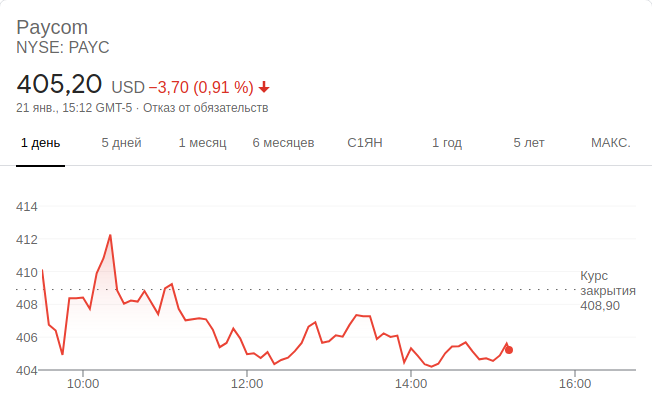 Paycom
NYSE: PAYC
405,20 USD −3,70 (0,91 %)
21 янв., 15:12 GMT-5 · Отказ от обязательств
1 день 5 дней 1 месяц 6 месяцев С1ЯН 1 год 5 лет МАКС.
414
412
410
408
406
404
Курс
закрытия
408,90
10:00 12:00 14:00 16:00